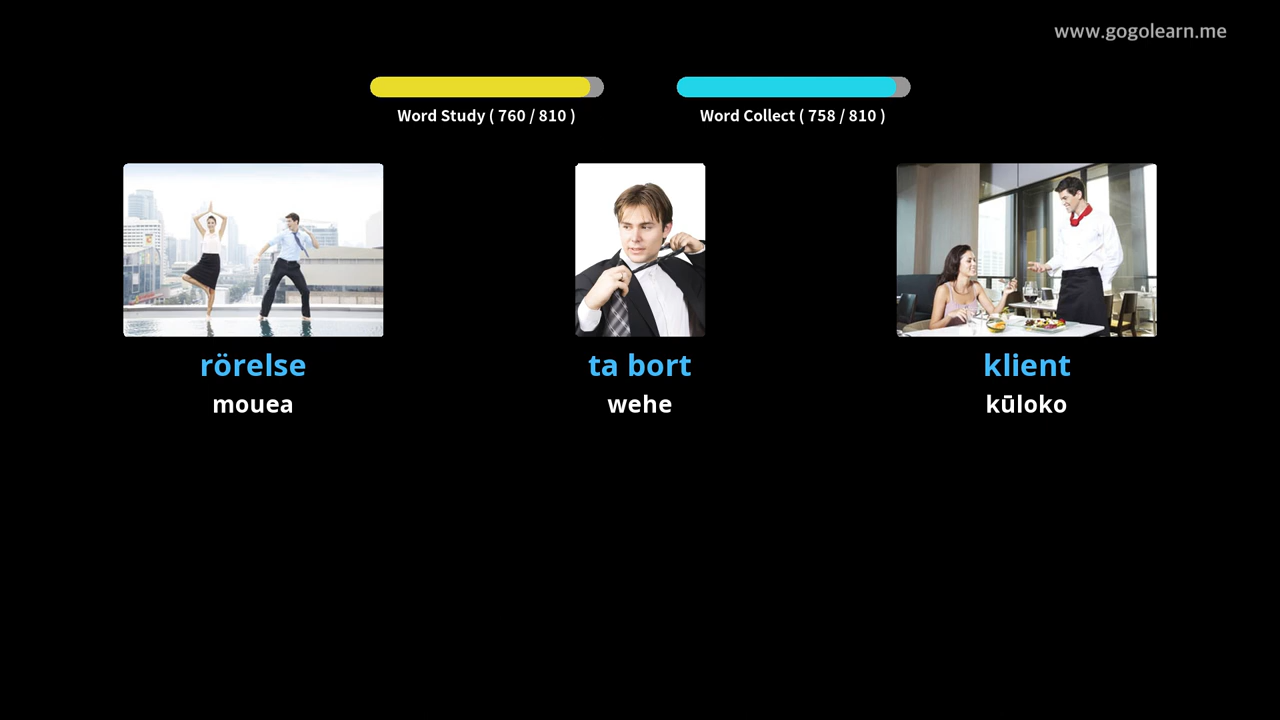 www.gogolearn.me
Word Study ( 760 / 810 )
Word Collect ( 758 / 810 )
rörelse
mouea
ta bort
wehe
klient
kūloko